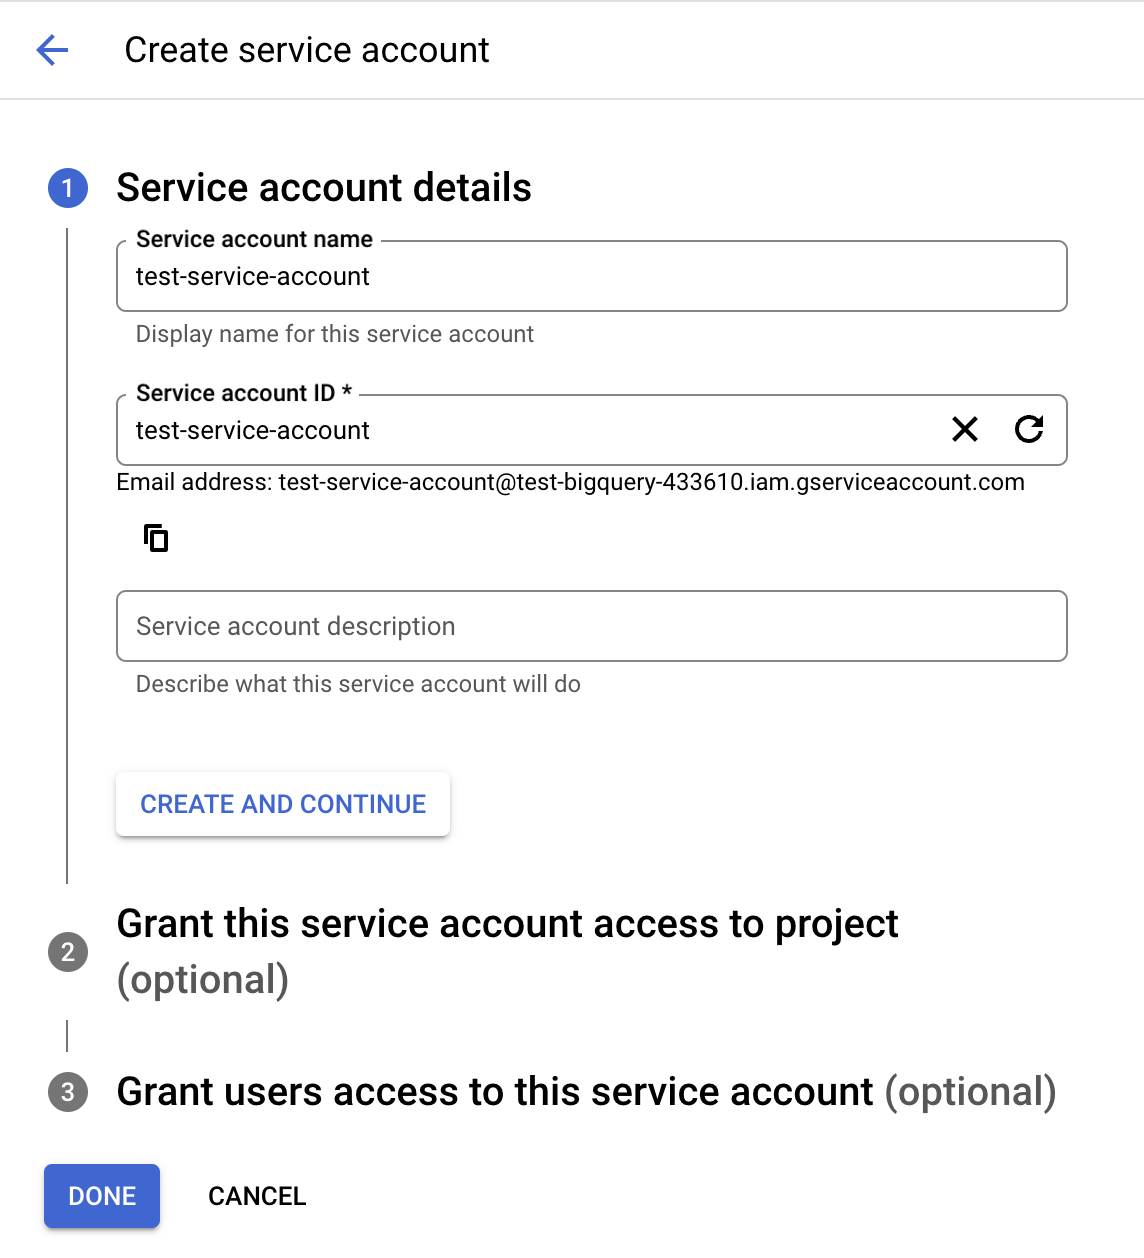 Create service account
1 Service account details
Service account name
test-service-account
Display name for this service account
Service account ID *
test-service-account
Email address: test-service-account@test-bigquery-433610.iam.gserviceaccount.com
Service account description
Describe what this service account will do
CREATE AND CONTINUE
Grant this service account access to project
2
(optional)
3 Grant users access to this service account (optional)
DONE CANCEL